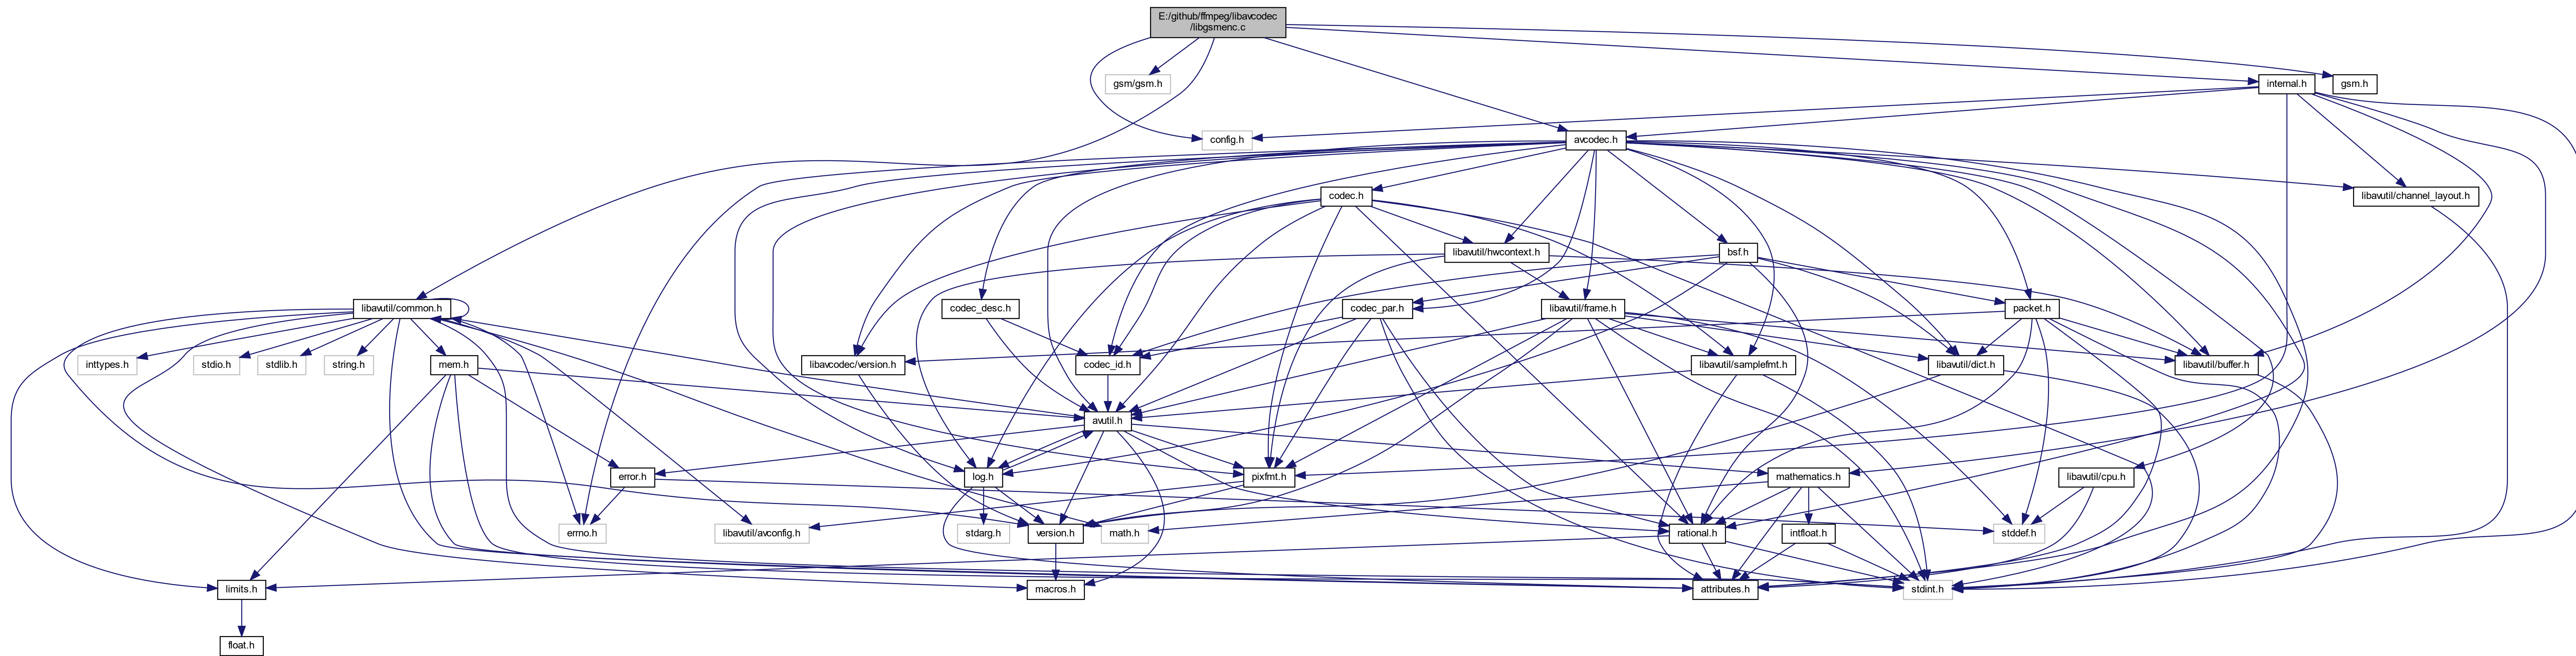 E:/github/ffmpeg/libavcodec
/libgsmenc.c
gsm/gsm.h
internal.h
gsm.h
config.h
avcodec.h
codec.h
libavutil/channel_layout.h
libavutil/hwcontext.h
bsf.h
libavutil/common.h
codec_desc.h
codec_par.h
libavutil/frame.h
packet.h
inttypes.h
stdio.h
stdlib.h
string.h
mem.h
libavcodec/version.h
codec_id.h
libavutil/samplefmt.h
libavutil/dict.h
libavutil/buffer.h
avutil.h
error.h
log.h
pixfmt.h
mathematics.h
libavutil/cpu.h
errno.h
libavutil/avconfig.h
stdarg.h
version.h
math.h
rational.h
intfloat.h
stddef.h
limits.h
macros.h
attributes.h
stdint.h
float.h